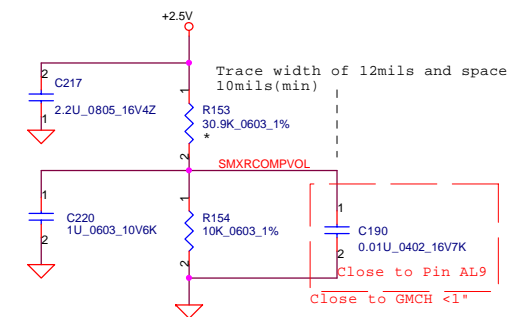 +2.5V
2
C217
2.2U_0805_16V4Z
1
Trace width of 12mils and space
10mils(min)
1
R153
30.9K_0603_1%
*
2
SMXRCOMPVOL
1
C220
1U_0603_10V6K
2
1
R154
10K_0603_1%
2
1
C190
0.01U_0402_16V7K
2
Close to Pin AL9
Close to GMCH <1"